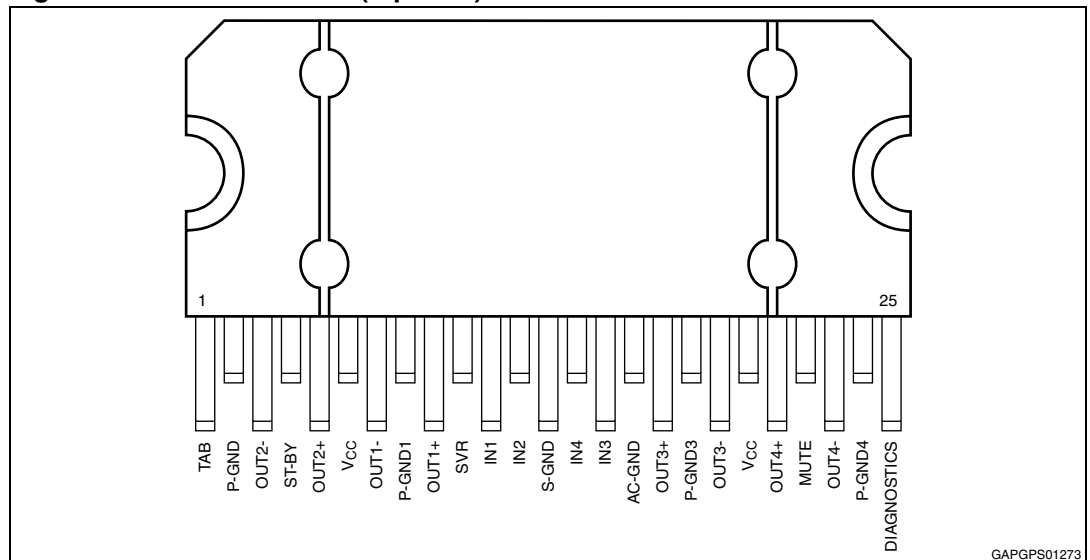 1
25
TAB
P-GND
OUT2-
ST-BY
OUT2+
VCC
OUT1-
P-GND1
OUT1+
SVR
IN1
IN2
S-GND
IN4
IN3
AC-GND
OUT3+
P-GND3
OUT3-
VCC
OUT4+
MUTE
OUT4-
P-GND4
DIAGNOSTICS
GAPGPS01273